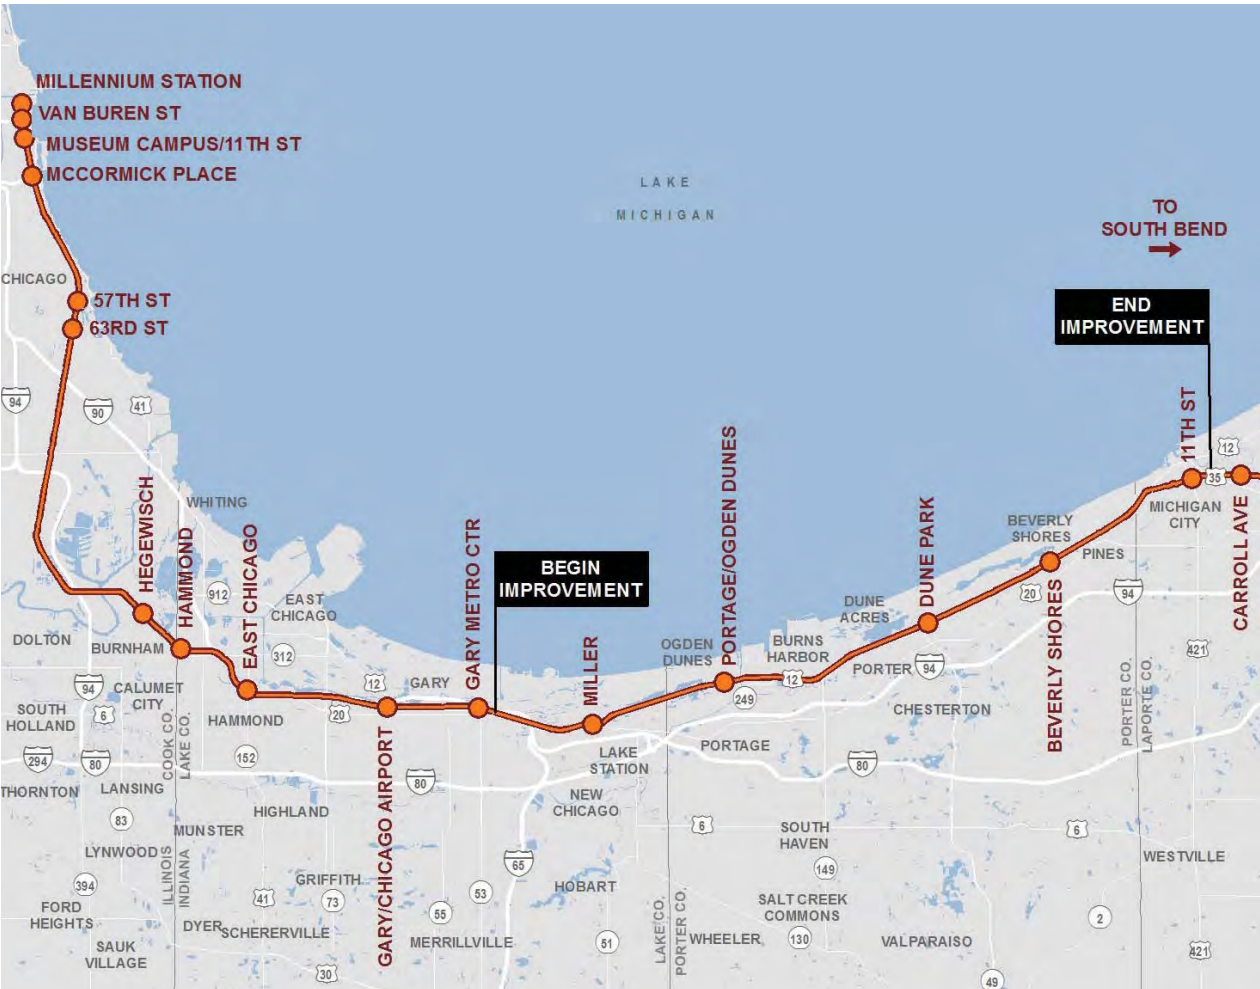 MILLENNIUM STATION
VAN BUREN ST
MUSEUM CAMPUS/11TH ST
MCCORMICK PLACE
LAKE
MICHIGAN
TO
SOUTH BEND
CHICAGO
57TH ST
63RD ST
END
IMPROVEMENT
94
90
41
11TH ST
12
35
WHITING
HEGEWISCH
HAMMOND
EAST CHICAGO
GARY METRO CTR
PORTAGE/OGDEN DUNES
DUNE PARK
MICHIGAN
CITY
CARROLL AVE
BEVERLY
SHORES
PINES
BEGIN
IMPROVEMENT
912
EAST
CHICAGO
20
94
DUNE
ACRES
DOLTON
BURNHAM
312
MILLER
OGDEN
DUNES
BURNS
HARBOR
BEVERLY SHORES
421
94
CALUMET
CITY
12
GARY
249
12
PORTER
94
SOUTH
HOLLAND
6
HAMMOND
20
CHESTERTON
PORTER CO.
LAPORTE CO.
COOK CO.
LAKE CO.
294
80
152
GARY/CHICAGO AIRPORT
80
LAKE
STATION
PORTAGE
80
THORNTON
LANSING
NEW
CHICAGO
83
HIGHLAND
MUNSTER
6
SOUTH
HAVEN
6
LYNWOOD
65
WESTVILLE
ILLINOIS
INDIANA
394
GRIFFITH
41
73
53
HOBART
149
FORD
HEIGHTS
55
SALT CREEK
COMMONS
2
DYER
SCHERERVILLE
MERRILLVILLE
51
LAKE CO.
PORTER CO.
WHEELER
130
VALPARAISO
421
SAUK
VILLAGE
30
49